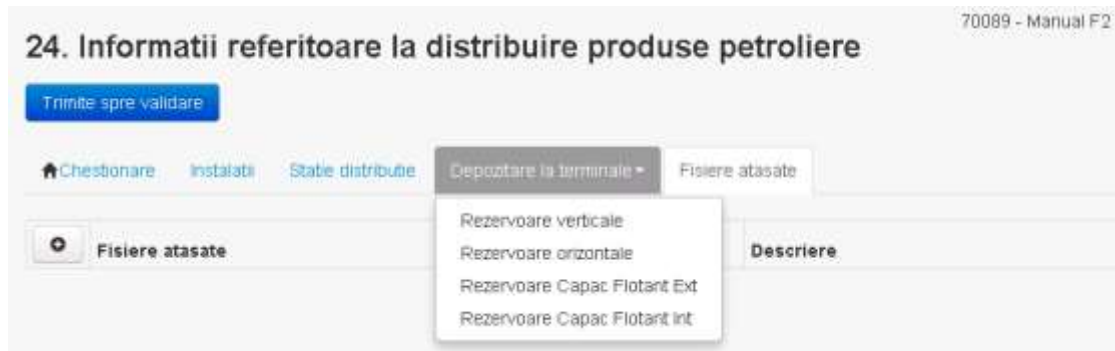 70089 - Manual F2
24. Informatii referitoare la distribuire produse petroliere
Trimite spre validare
Chestionare Instalatii Statie distributie Depozitare la terminale Fisiere atasate
Rezervoare verticale
Fisiere atasate Descriere
Rezervoare orizontale
Rezervoare Capac Flotant Ext
Rezervoare Capac Flotant Int